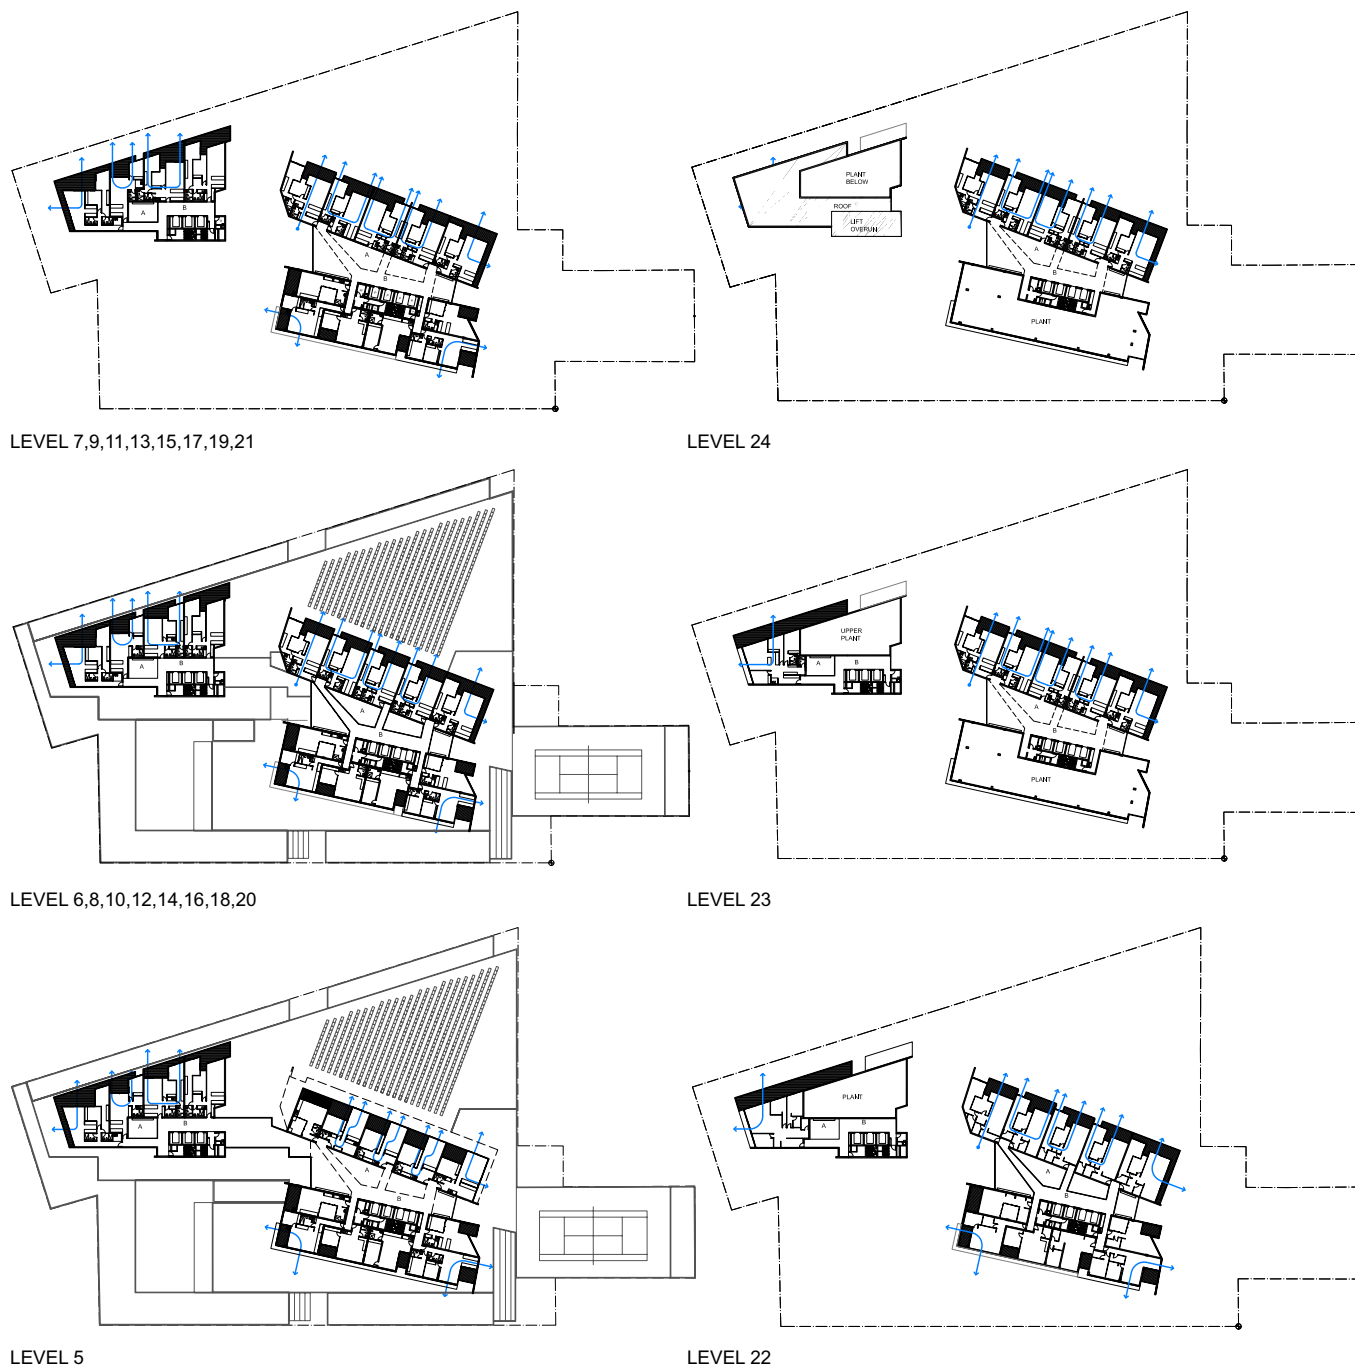 A
B
A
B
LEVEL 7,9,11,13,15,17,19,21
PLANT
BELOW
ROOF
LIFT
OVERUN
A
B
PLANT
LEVEL 24
A
B
A
B
LEVEL 6,8,10,12,14,16,18,20
UPPER
PLANT
A
B
A
B
PLANT
LEVEL 23
A
B
B
LEVEL 5
PLANT
A
B
A
B
LEVEL 22